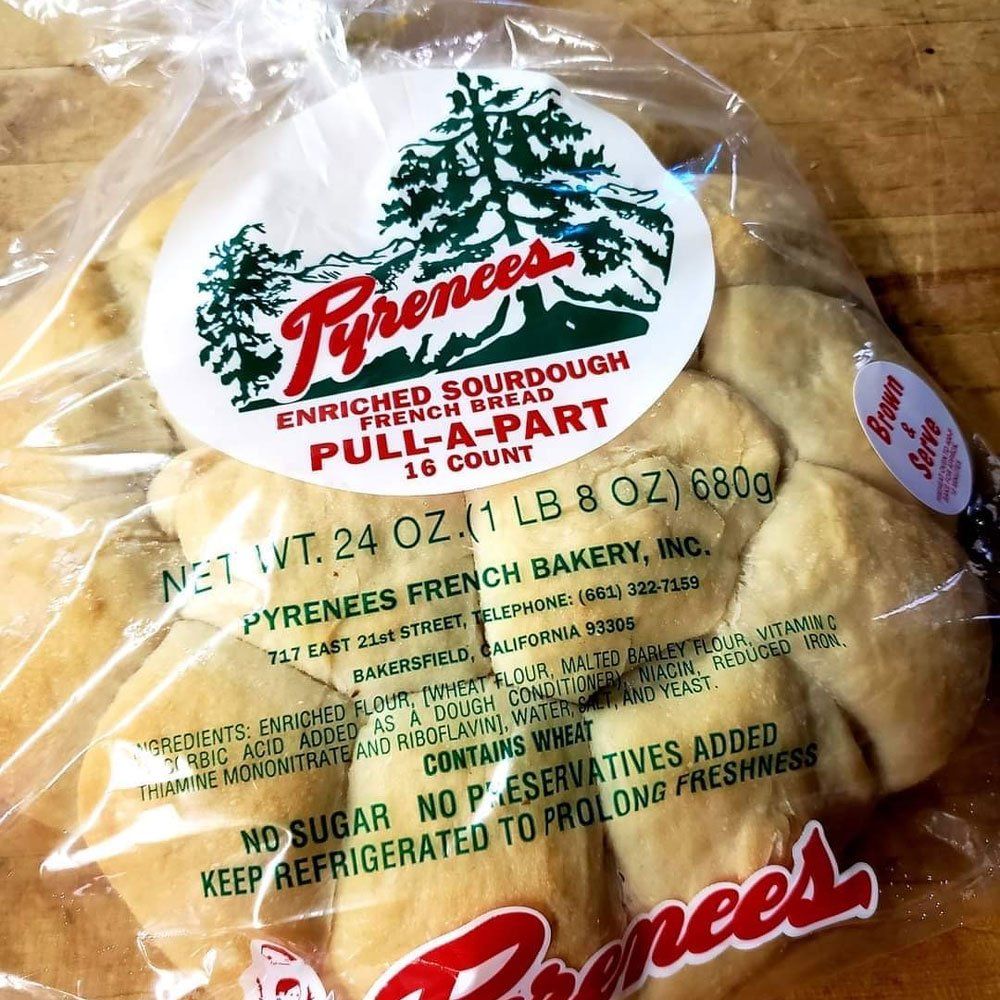 Pyrenees
ENRICHED SOURDOUGH
FRENCH BREAD
PULL-A-PART
16 COUNT
Brown
&
Serve
NET WT. 24 OZ.(1 LB 8 OZ) 680g
PYRENEES FRENCH BAKERY, INC.
717 EAST 21st STREET, TELEPHONE: (661) 322-7159
BAKERSFIELD, CALIFORNIA 93305
INGREDIENTS: ENRICHED FLOUR, [WHEAT FLOUR, MALTED BARLEY FLOUR, VITAMIN C
ASCORBIC ACID ADDED AS A DOUGH CONDITIONER), NIACIN, REDUCED IRON,
THIAMINE MONONITRATE AND RIBOFLAVIN], WATER, SALT, AND YEAST.
CONTAINS WHEAT
NO SUGAR NO PRESERVATIVES ADDED
KEEP REFRIGERATED TO PROLONG FRESHNESS
Pyrenees